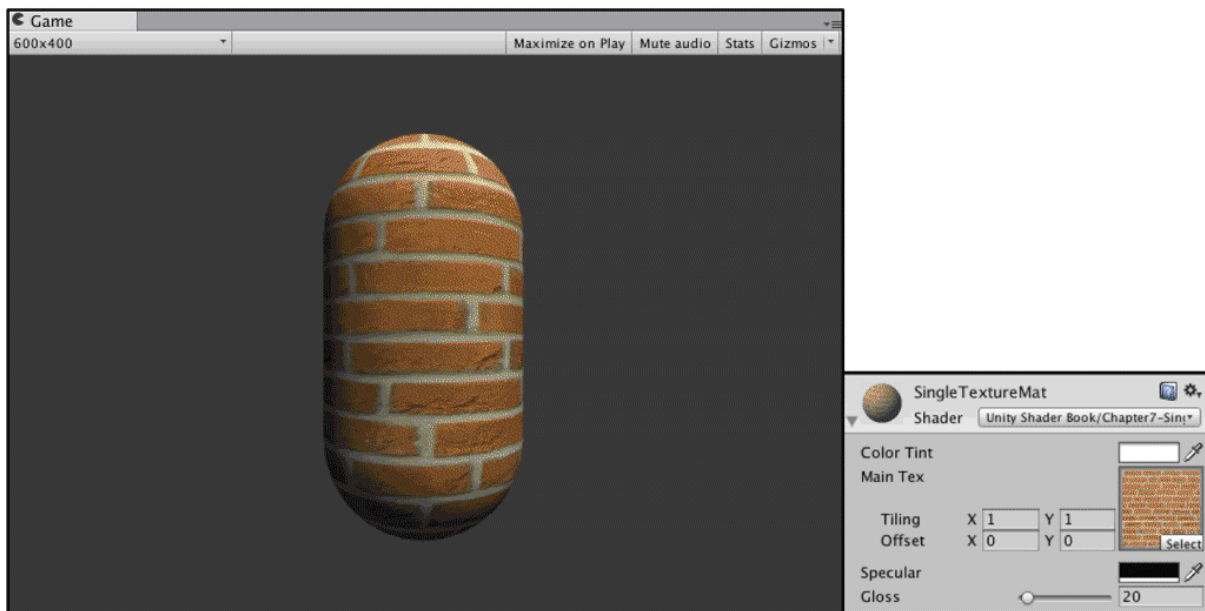 Game
600x400 Maximize on Play Mute audio Stats Gizmos
SingleTextureMat
Shader Unity Shader Book/Chapter7-Sin
Color Tint
Main Tex
Tiling X 1 Y 1
Offset X 0 Y 0
Select
Specular
Gloss 20